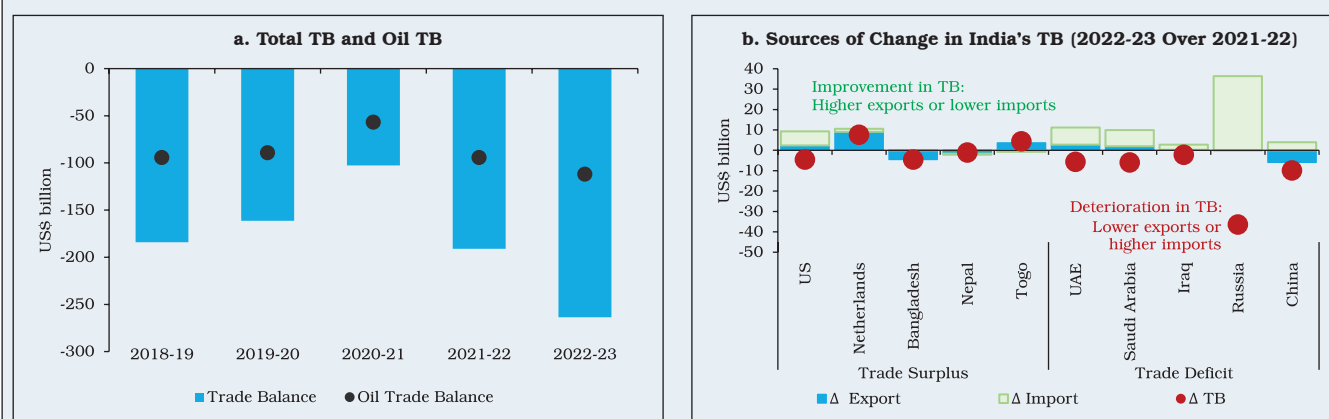 a. Total TB and Oil TB
US$ billion
0
-50
-100
-150
-200
-250
-300
2018-19
2019-20
2020-21
2021-22
2022-23
Trade Balance
Oil Trade Balance
b. Sources of Change in India's TB (2022-23 Over 2021-22)
US$ billion
40
30
20
10
0
-10
-20
-30
-40
-50
Improvement in TB:
Higher exports or lower imports
Deterioration in TB:
Lower exports or
higher imports
US
Netherlands
Bangladesh
Nepal
Togo
UAE
Saudi Arabia
Iraq
Russia
China
Trade Surplus
Trade Deficit
Δ Export
Δ Import
Δ TB